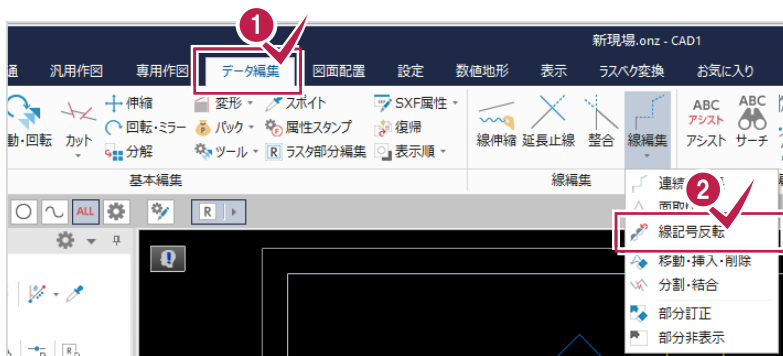 1
新現場.onz - CAD1
通 汎用作図 専用作図 データ編集 図面配置 設定 数値地形 表示 ラスベク変換 お気に入り
動・回転 カット
伸縮 変形 スポイト SXF属性
回転・ミラー パック 属性スタンプ 復帰
分解 ツール R ラスタ部分編集 表示順
線伸縮 延長止線 整合 線編集
ABC アシスト アシスト
ABC サーチ
基本編集 線編集
ALL R
2
線記号反転
移動・挿入・削除
分割・結合
部分訂正
部分非表示